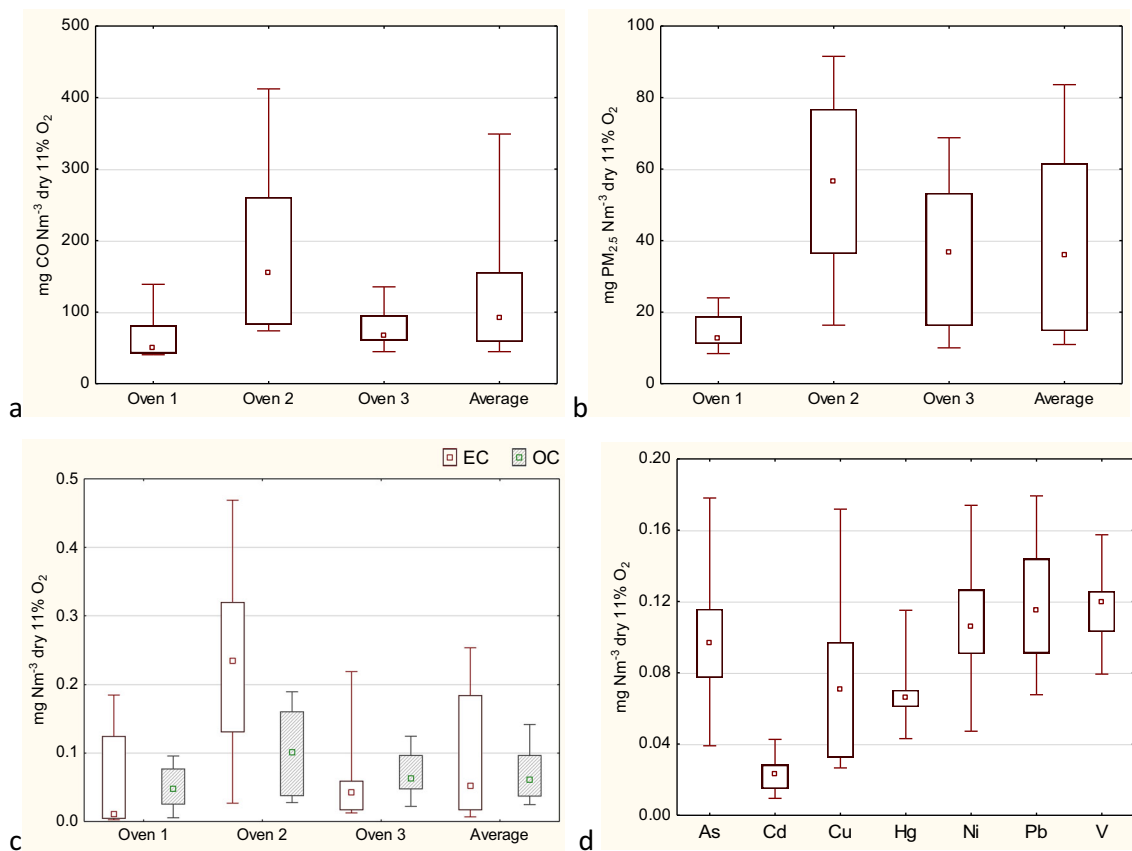 mg CO Nm⁻³ dry 11% O₂
500
400
300
200
100
0
Oven 1 Oven 2 Oven 3 Average
a
mg PM₂.₅ Nm⁻³ dry 11% O₂
100
80
60
40
20
0
Oven 1 Oven 2 Oven 3 Average
b
EC OC
mg Nm⁻³ dry 11% O₂
0.5
0.4
0.3
0.2
0.1
0.0
Oven 1 Oven 2 Oven 3 Average
c
mg Nm⁻³ dry 11% O₂
0.20
0.16
0.12
0.08
0.04
0.00
As Cd Cu Hg Ni Pb V
d